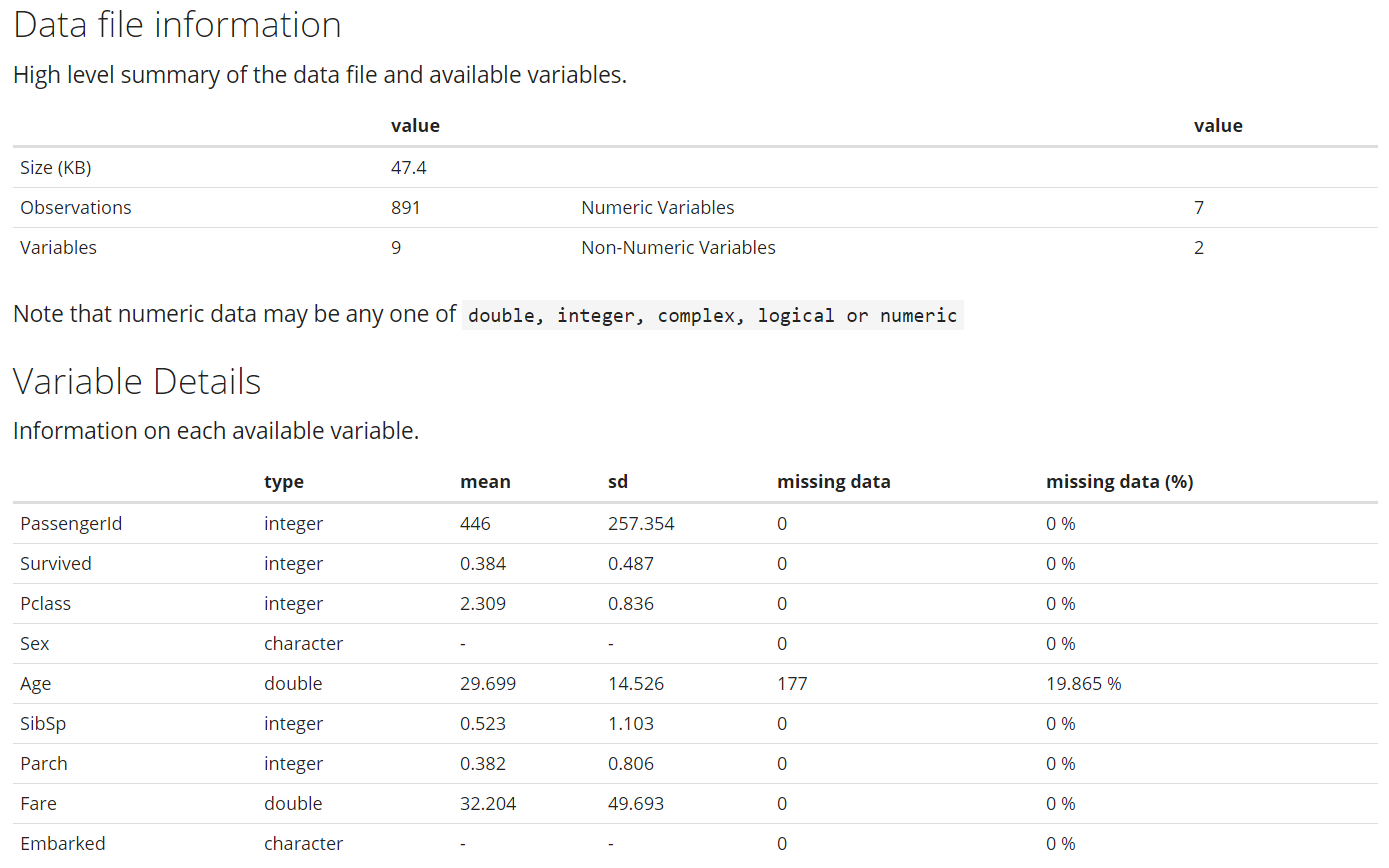 Data file information
High level summary of the data file and available variables.
value value
Size (KB) 47.4
Observations 891 Numeric Variables 7
Variables 9 Non-Numeric Variables 2
Note that numeric data may be any one of double, integer, complex, logical or numeric
Variable Details
Information on each available variable.
type mean sd missing data missing data (%)
PassengerId integer 446 257.354 0 0 %
Survived integer 0.384 0.487 0 0 %
Pclass integer 2.309 0.836 0 0 %
Sex character - - 0 0 %
Age double 29.699 14.526 177 19.865 %
SibSp integer 0.523 1.103 0 0 %
Parch integer 0.382 0.806 0 0 %
Fare double 32.204 49.693 0 0 %
Embarked character - - 0 0 %